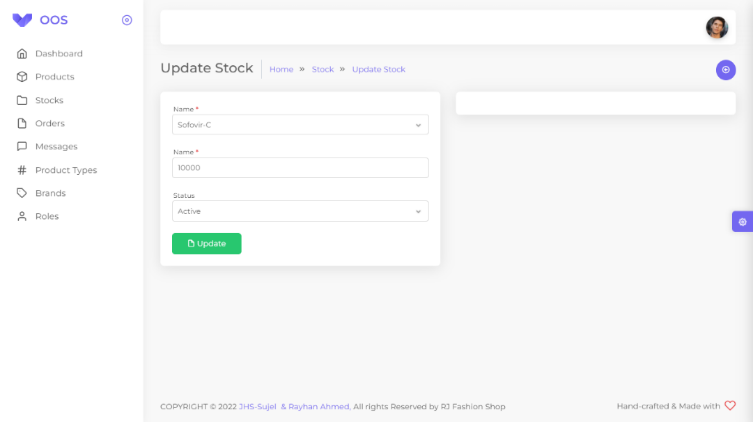 OOS
Dashboard
Products
Stocks
Orders
Messages
Product Types
Brands
Roles
Update Stock
Home » Stock » Update Stock
Name *
Sofovir-C
Name *
10000
Status
Active
Update
COPYRIGHT © 2022 JHS-Sujel & Rayhan Ahmed, All rights Reserved by RJ Fashion Shop
Hand-crafted & Made with